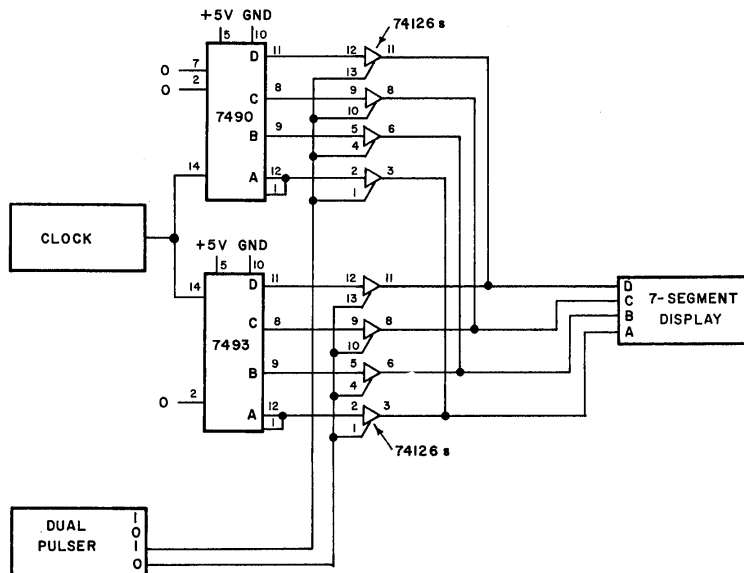 +5V GND
5 10
74126s
D 11 12 11
0 7
13
0 2
C 8 9 8
7490
10
B 9 5 6
4
14
A 12 2 3
1
1
CLOCK
+5V GND
5 10
D 11 12 11
14
13
D
C 7-SEGMENT
B DISPLAY
A
C 8 9 8
7493
10
B 9 5 6
0 2
4
A 12 2 3
1
1
74126s
DUAL
PULSER
1
0
1
0